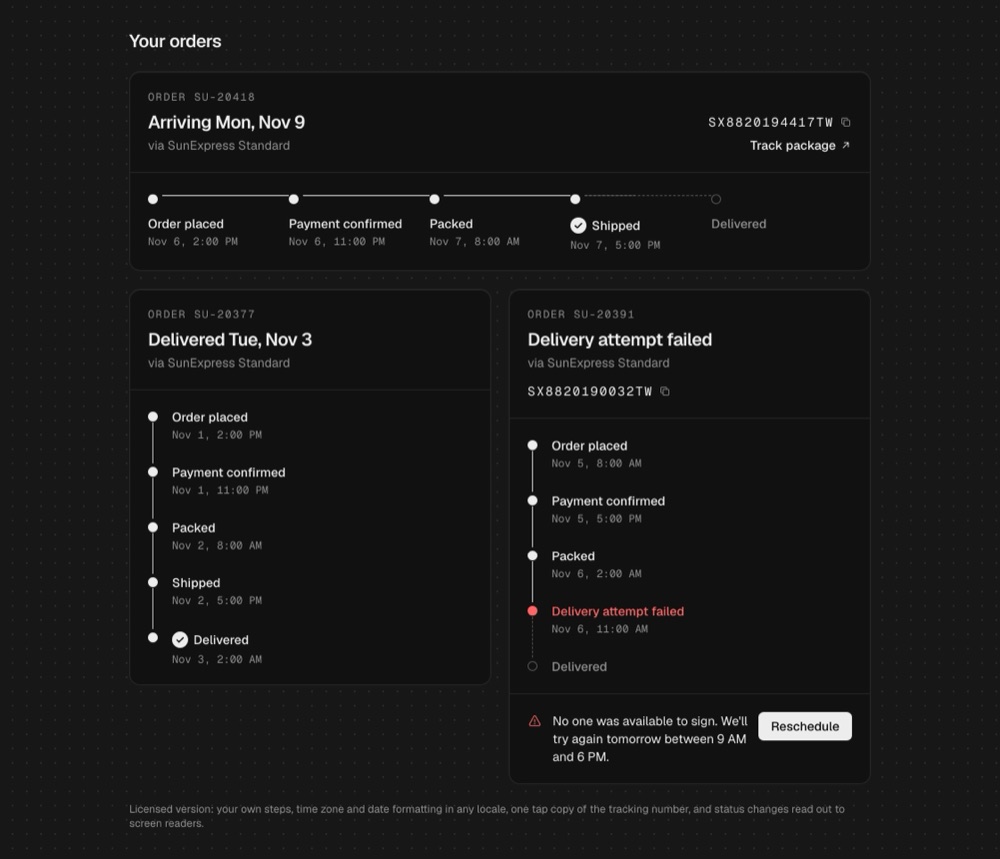 Your orders
ORDER SU-20418
Arriving Mon, Nov 9
via SunExpress Standard
SX8820194417TW
Track package ↗
Order placed
Nov 6, 2:00 PM
Payment confirmed
Nov 6, 11:00 PM
Packed
Nov 7, 8:00 AM
Shipped
Nov 7, 5:00 PM
Delivered
ORDER SU-20377
Delivered Tue, Nov 3
via SunExpress Standard
Order placed
Nov 1, 2:00 PM
Payment confirmed
Nov 1, 11:00 PM
Packed
Nov 2, 8:00 AM
Shipped
Nov 2, 5:00 PM
Delivered
Nov 3, 2:00 AM
ORDER SU-20391
Delivery attempt failed
via SunExpress Standard
SX8820190032TW
Order placed
Nov 5, 8:00 AM
Payment confirmed
Nov 5, 5:00 PM
Packed
Nov 6, 2:00 AM
Delivery attempt failed
Nov 6, 11:00 AM
Delivered
No one was available to sign. We'll
try again tomorrow between 9 AM
and 6 PM.
Reschedule
Licensed version: your own steps, time zone and date formatting in any locale, one tap copy of the tracking number, and status changes read out to
screen readers.